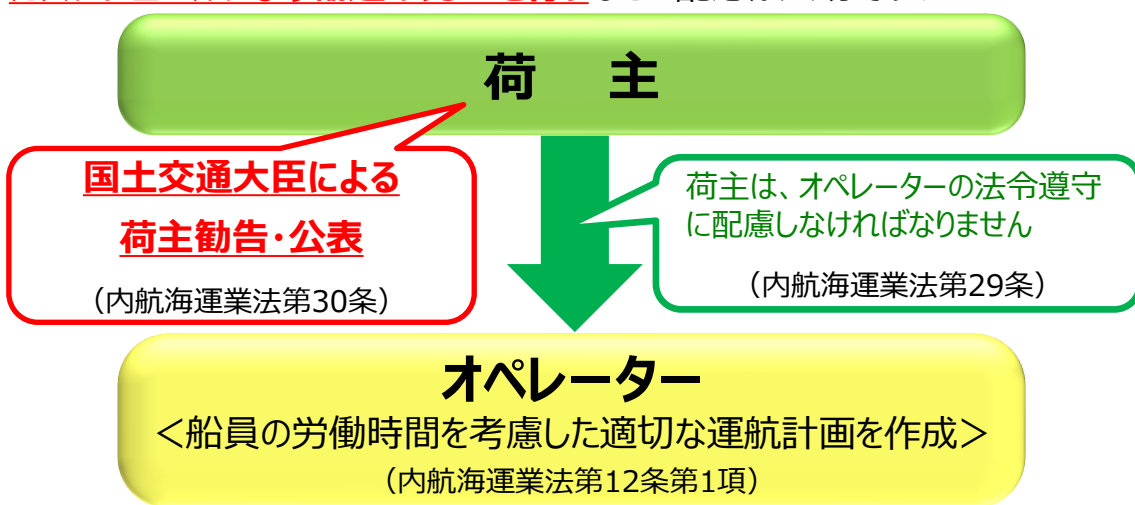 荷 主
国土交通大臣による
荷主勧告・公表
（内航海運業法第30条）
荷主は、オペレーターの法令遵守
に配慮しなければなりません
（内航海運業法第29条）
オペレーター
＜船員の労働時間を考慮した適切な運航計画を作成＞
（内航海運業法第12条第1項）